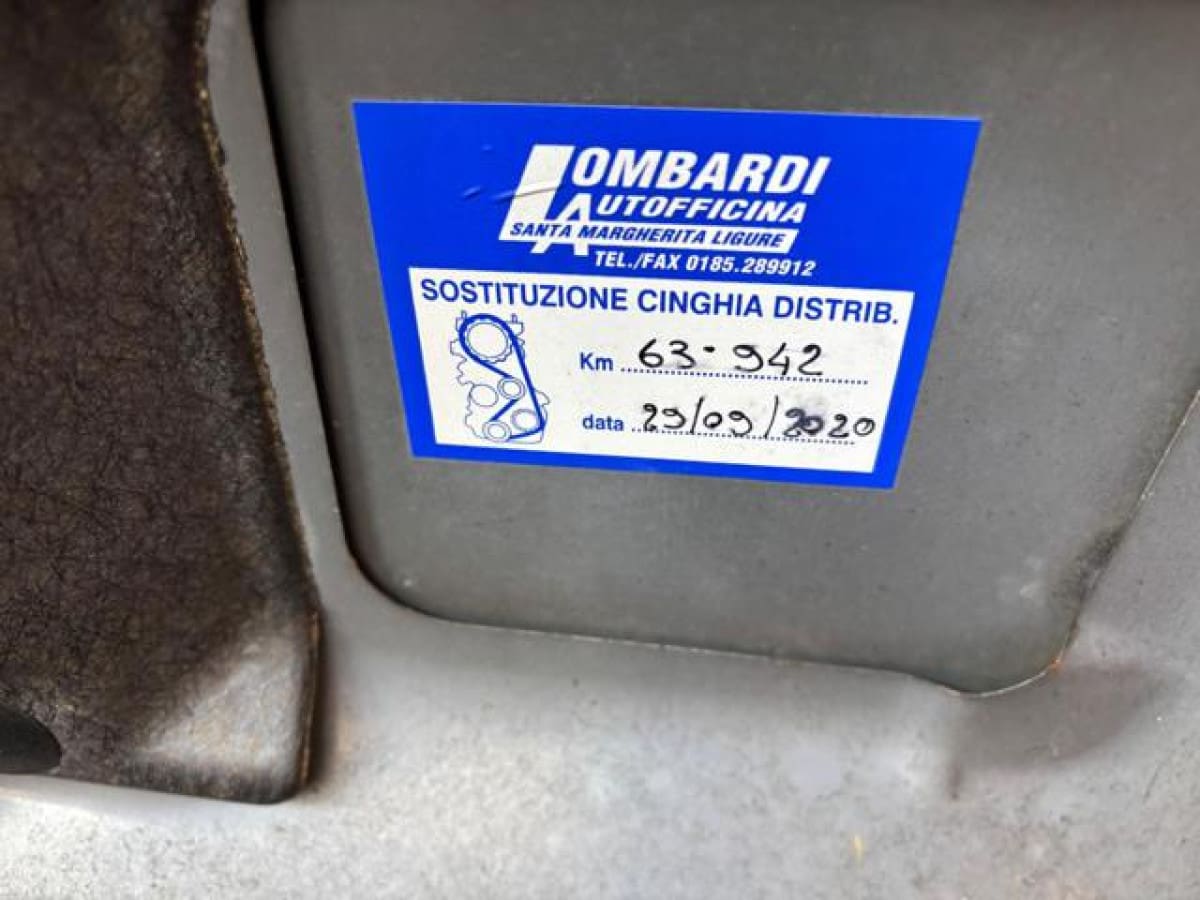 LOMBARDI
AUTOFFICINA
SANTA MARGHERITA LIGURE
TEL./FAX 0185.289912
SOSTITUZIONE CINGHIA DISTRIB.
Km 63.942
data 29/09/2020